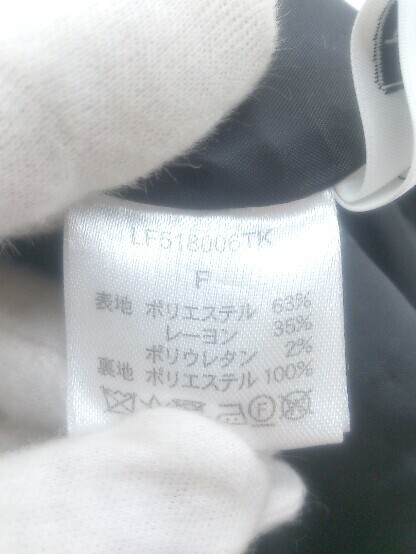 LF518006TK
F
表地 ポリエステル 63%
レーヨン 35%
ポリウレタン 2%
裏地 ポリエステル 100%
F